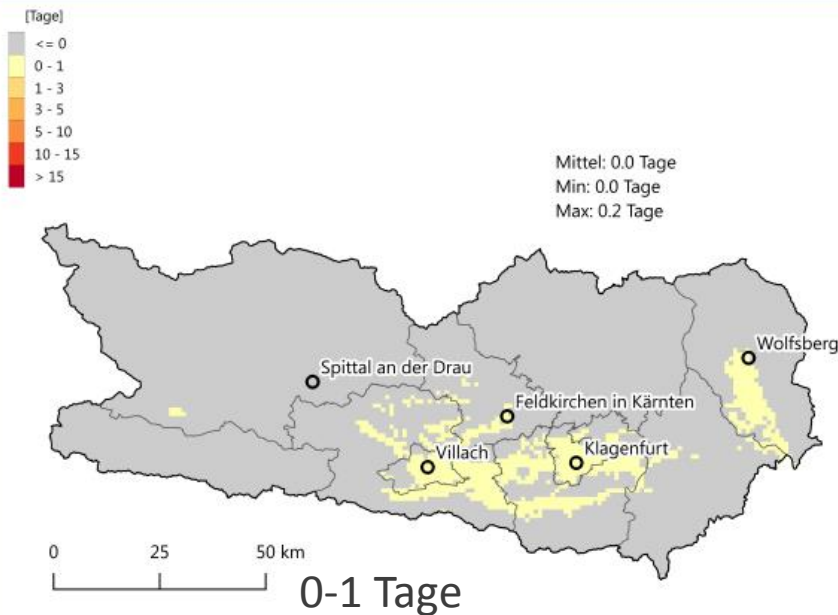 [Tage]
<= 0
0 - 1
1 - 3
3 - 5
5 - 10
10 - 15
> 15
Mittel: 0.0 Tage
Min: 0.0 Tage
Max: 0.2 Tage
Wolfsberg
Spittal an der Drau
Feldkirchen in Kärnten
Villach
Klagenfurt
0 25 50 km
0-1 Tage